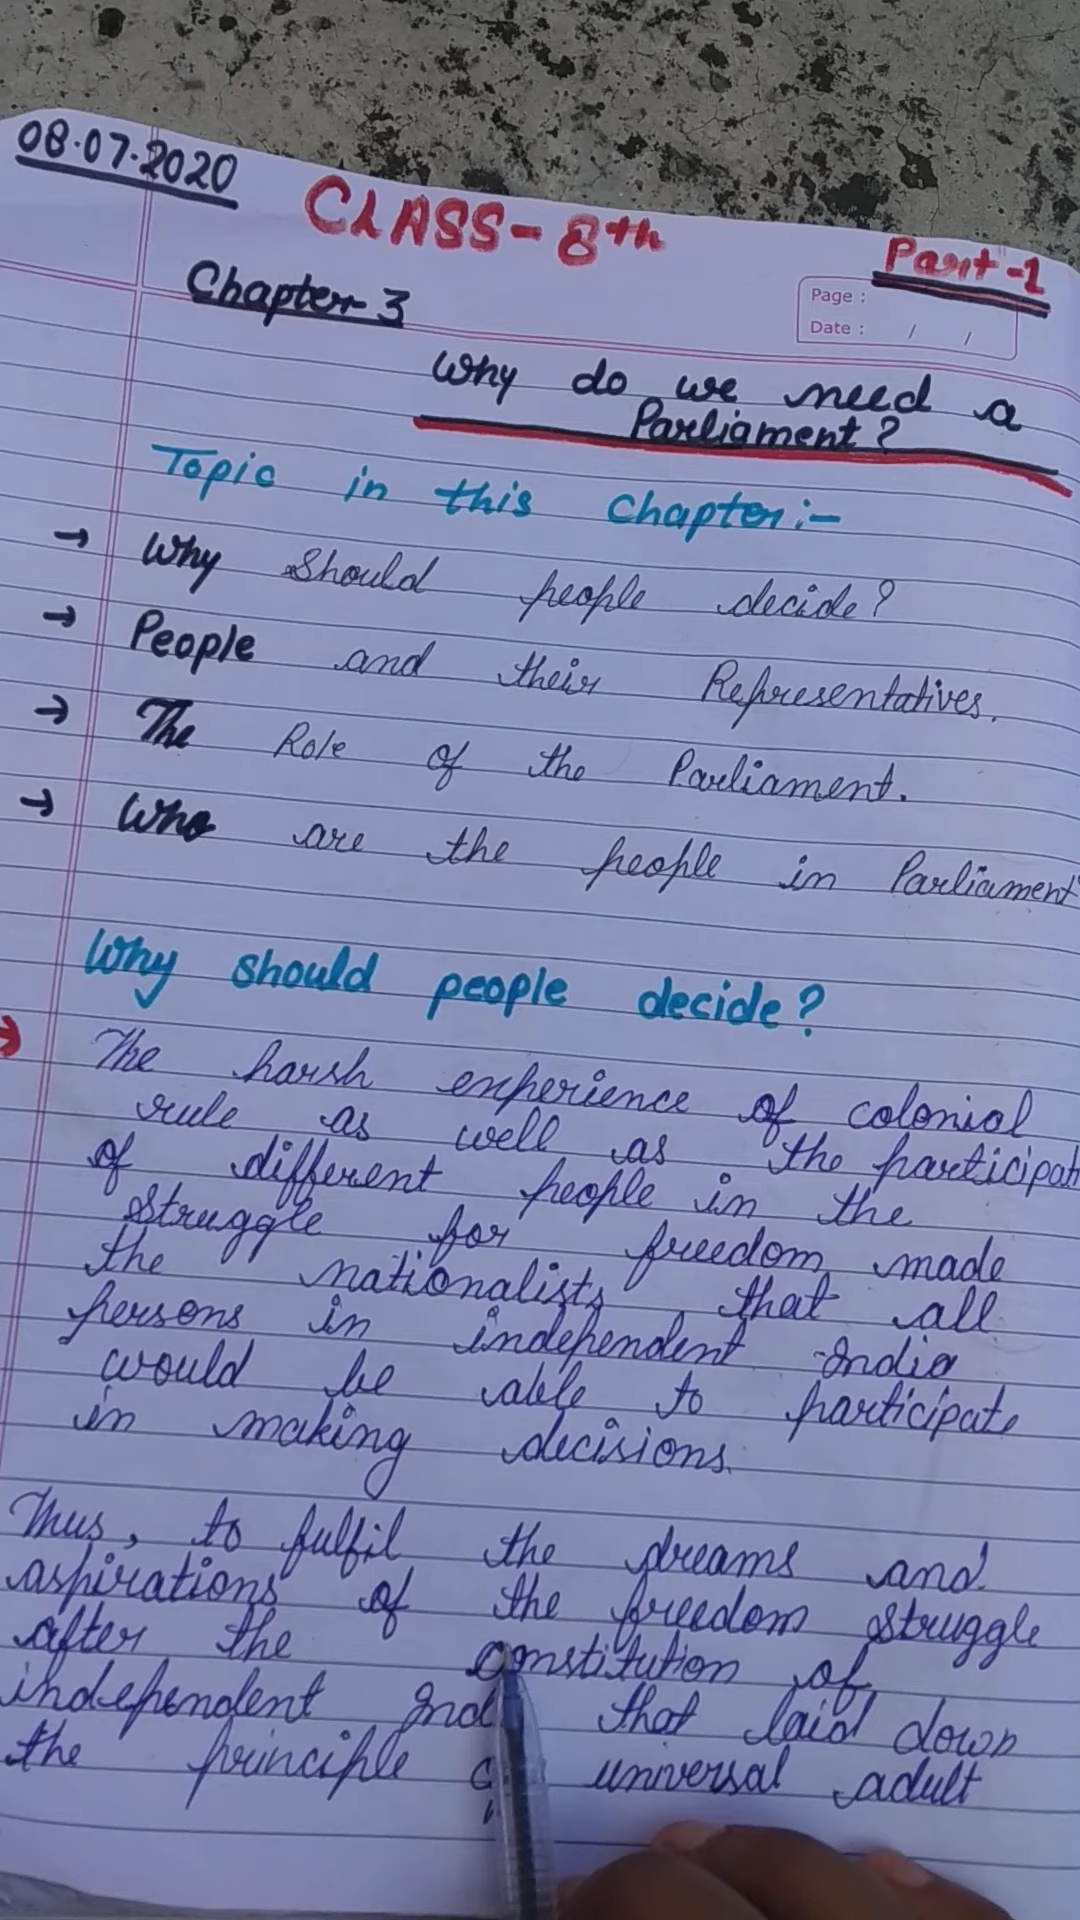 08.07.2020
CLASS-8th
Part-1
Chapter-3
Page :
Date : / /
Why do we need a
Parliament?
Topic in this Chapter:-
→ Why Should people decide?
→ People and their Representatives.
→ The Role of the Parliament.
→ Who are the people in Parliament
Why should people decide?
→ The harsh experience of colonial
rule as well as the participat
of different people in the
Struggle for freedom made
the nationalists that all
persons in independent India
would be able to participate
in making decisions.
Thus, to fulfil the dreams and
aspirations of the freedom struggle
after the constitution of
independent Ind that laid down
the principle universal adult